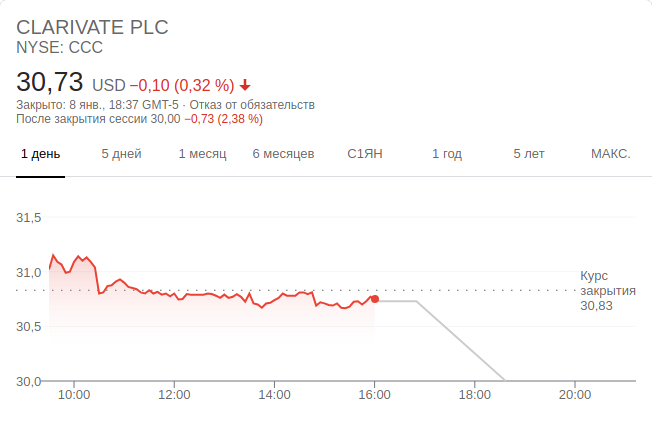 CLARIVATE PLC
NYSE: CCC
30,73 USD −0,10 (0,32 %)
Закрыто: 8 янв., 18:37 GMT-5 · Отказ от обязательств
После закрытия сессии 30,00 −0,73 (2,38 %)
1 день 5 дней 1 месяц 6 месяцев С1ЯН 1 год 5 лет МАКС.
31,5
31,0
Курс
закрытия
30,83
30,5
30,0
10:00 12:00 14:00 16:00 18:00 20:00